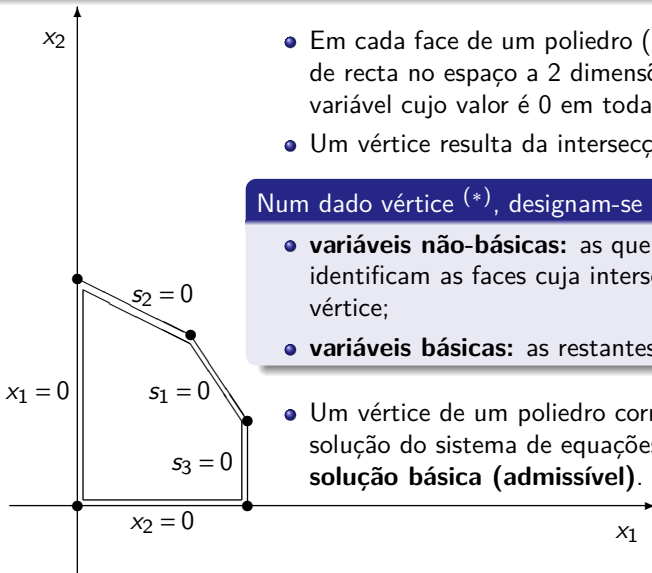 x₂
• Em cada face de um poliedro (
de recta no espaço a 2 dimensõ
variável cujo valor é 0 em toda
• Um vértice resulta da intersecç
Num dado vértice (*), designam-se
• variáveis não-básicas: as que
identificam as faces cuja inters
vértice;
• variáveis básicas: as restantes
• Um vértice de um poliedro corr
solução do sistema de equações
solução básica (admissível).
s₂ = 0
x₁ = 0
s₁ = 0
s₃ = 0
x₂ = 0
x₁